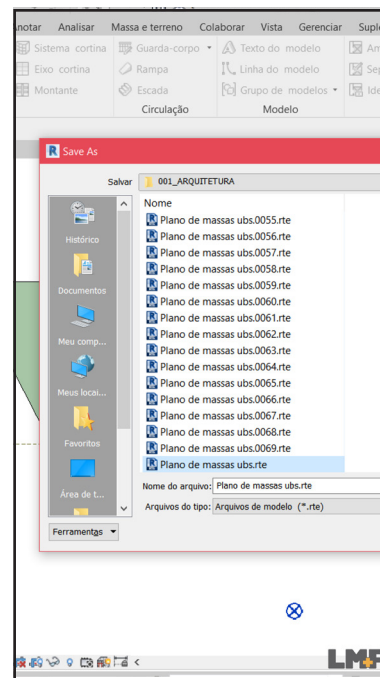 notar Analisar Massa e terreno Colaborar Vista Gerenciar Suple
Sistema cortina Guarda-corpo Texto do modelo
Eixo cortina Rampa Linha do modelo
Montante Escada Grupo de modelos
Circulação Modelo
R Save As
Salvar 001_ARQUITETURA
Nome
Histórico
Documentos
Meu comp...
Meus locai...
Favoritos
Área de t...
Plano de massas ubs.0055.rte
Plano de massas ubs.0056.rte
Plano de massas ubs.0057.rte
Plano de massas ubs.0058.rte
Plano de massas ubs.0059.rte
Plano de massas ubs.0060.rte
Plano de massas ubs.0061.rte
Plano de massas ubs.0062.rte
Plano de massas ubs.0063.rte
Plano de massas ubs.0064.rte
Plano de massas ubs.0065.rte
Plano de massas ubs.0066.rte
Plano de massas ubs.0067.rte
Plano de massas ubs.0068.rte
Plano de massas ubs.0069.rte
Plano de massas ubs.rte
Nome do arquivo: Plano de massas ubs.rte
Arquivos do tipo: Arquivos de modelo (*.rte)
Ferramentas